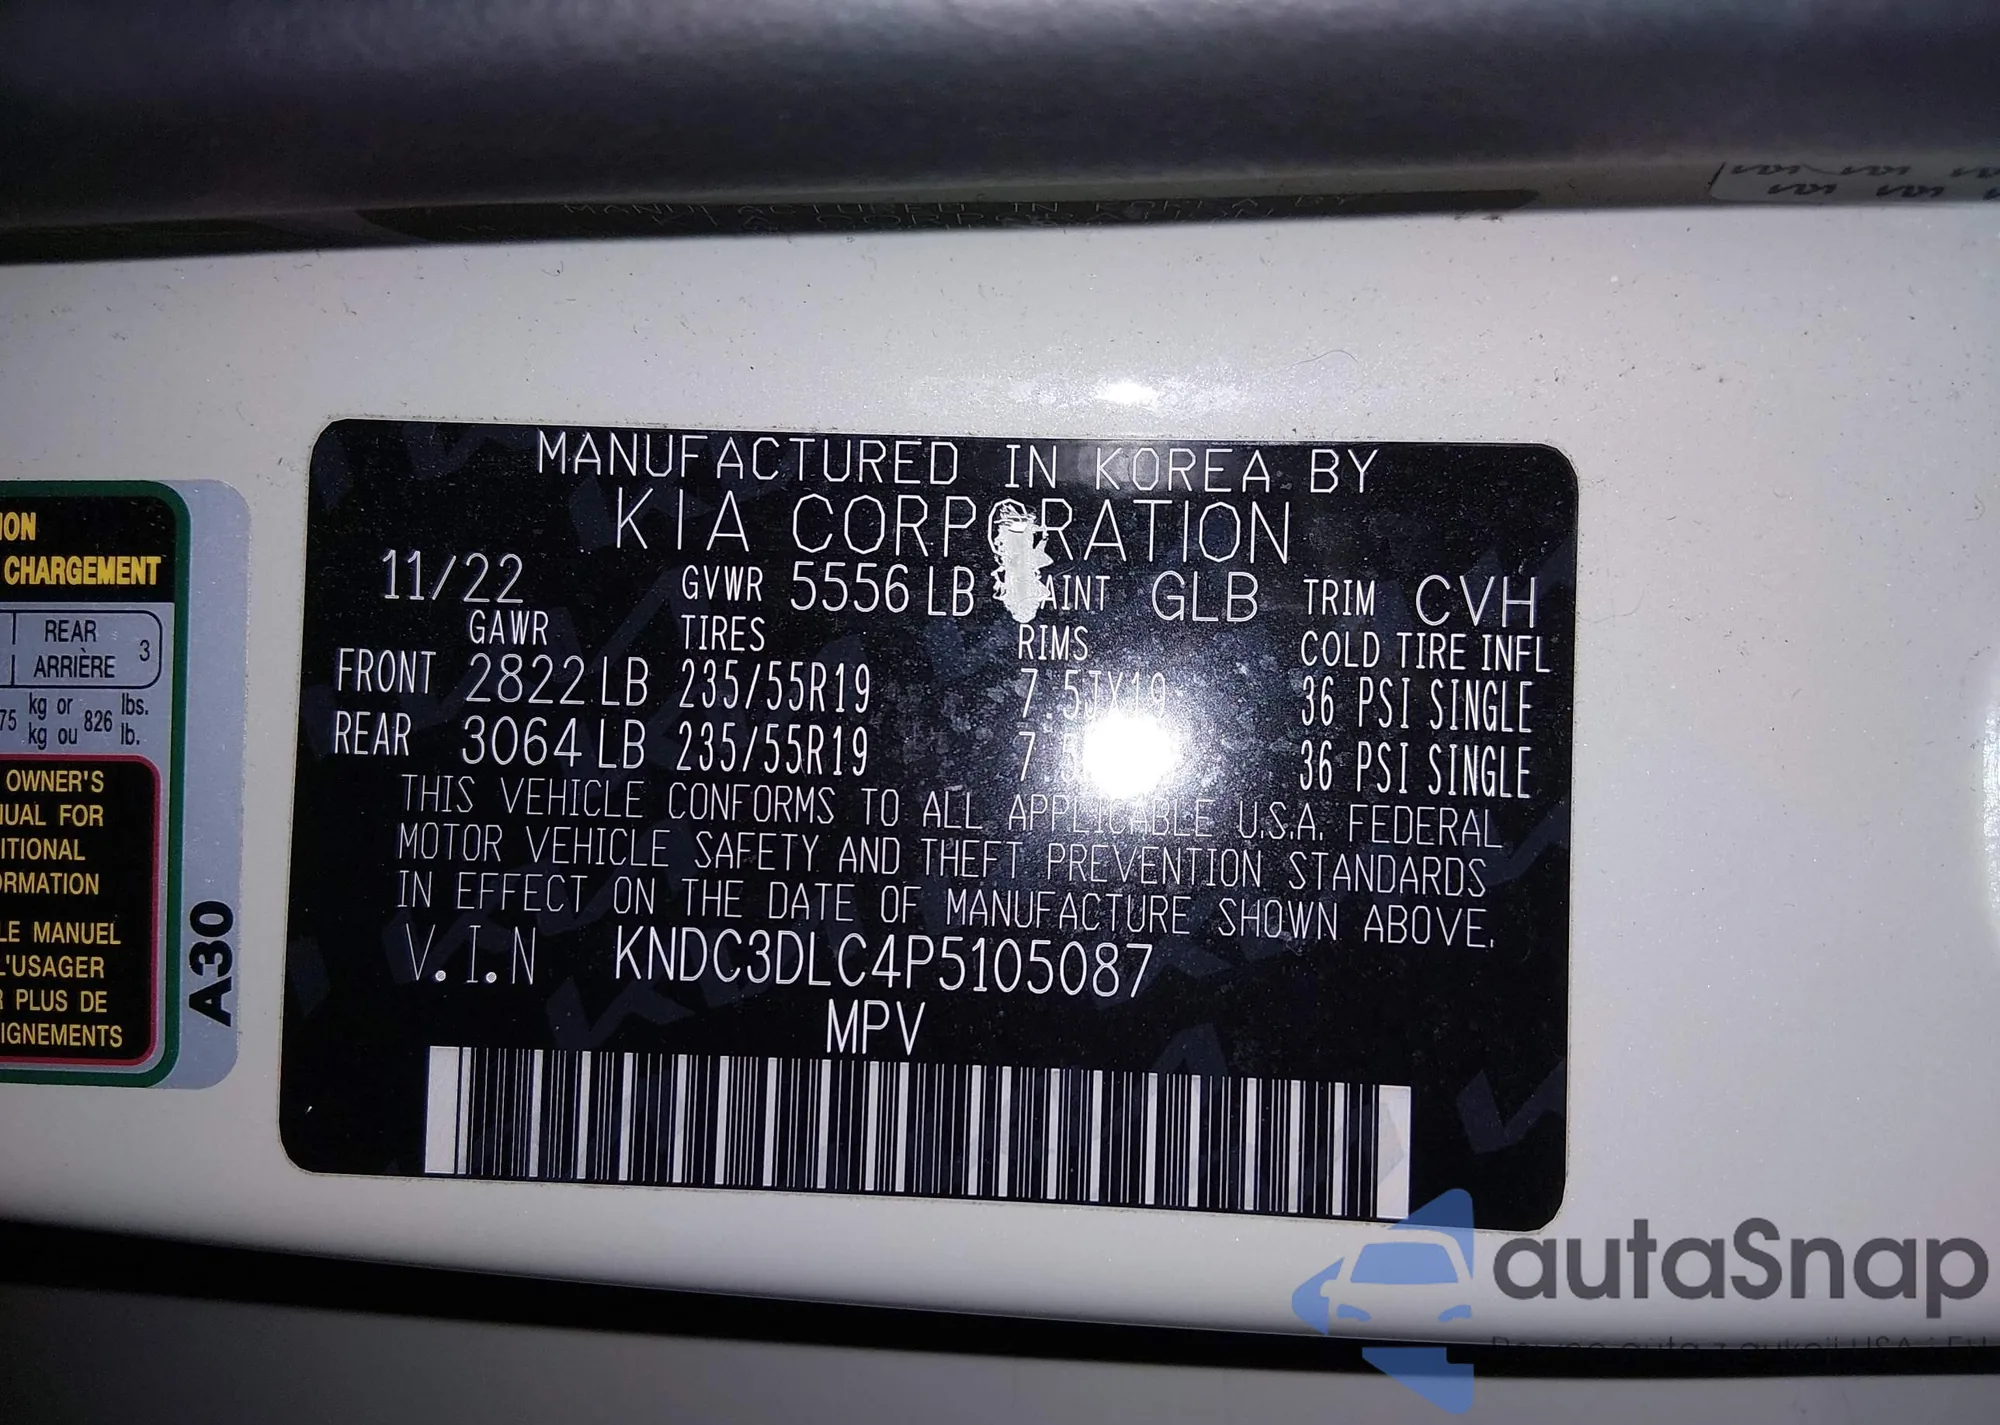 MANUFACTURED IN KOREA BY
KIA CORPORATION
11/22 GVWR 5556 LB GLB TRIM CVH
GAWR TIRES RIMS COLD TIRE INFL
FRONT 2822 LB 235/55R19 7.5JX19 36 PSI SINGLE
REAR 3064 LB 235/55R19 36 PSI SINGLE
THIS VEHICLE CONFORMS TO ALL APPLICABLE U.S.A. FEDERAL
MOTOR VEHICLE SAFETY AND THEFT PREVENTION STANDARDS
IN EFFECT ON THE DATE OF MANUFACTURE SHOWN ABOVE.
V.I.N KNDC3DLC4P5105087
MPV
CHARGEMENT
REAR 3
ARRIÈRE
kg or 826 lbs.
kg ou lb.
OWNER'S
FOR
LE MANUEL
L'USAGER
PLUS DE
A30
autaSnap